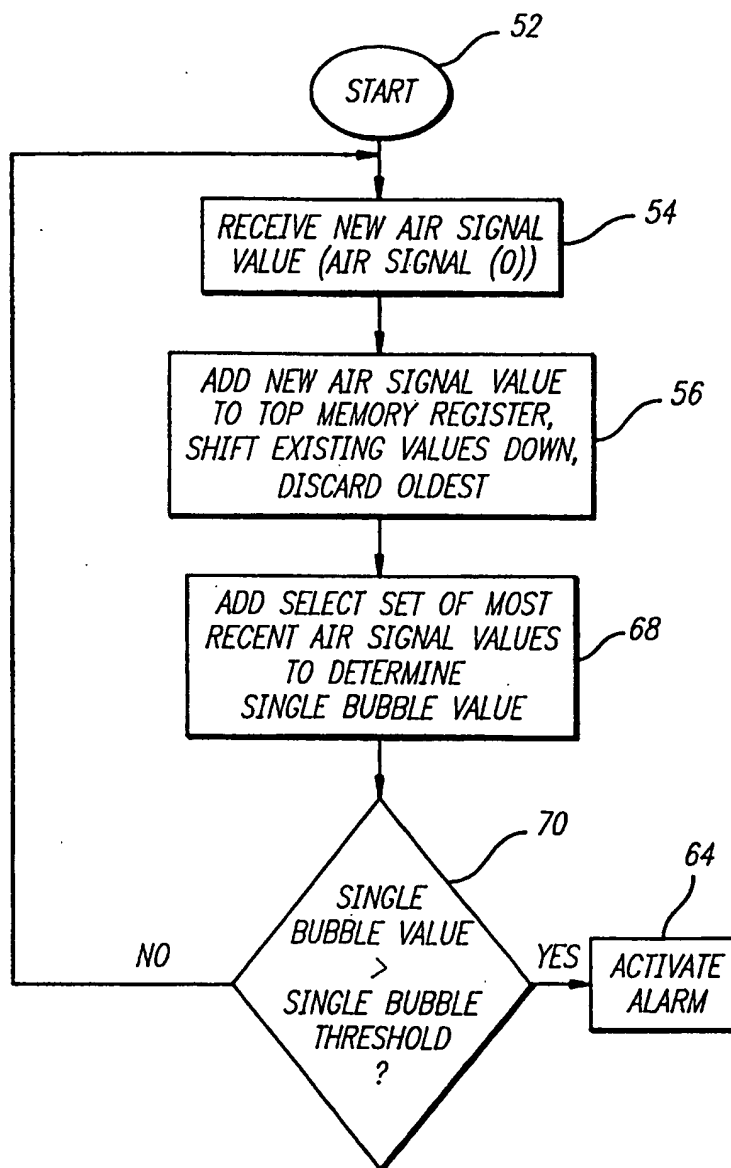 52
START
RECEIVE NEW AIR SIGNAL
VALUE (AIR SIGNAL (0))
54
ADD NEW AIR SIGNAL VALUE
TO TOP MEMORY REGISTER,
SHIFT EXISTING VALUES DOWN,
DISCARD OLDEST
56
ADD SELECT SET OF MOST
RECENT AIR SIGNAL VALUES
TO DETERMINE
SINGLE BUBBLE VALUE
68
70
SINGLE
BUBBLE VALUE
>
SINGLE BUBBLE
THRESHOLD
?
NO
YES
64
ACTIVATE
ALARM